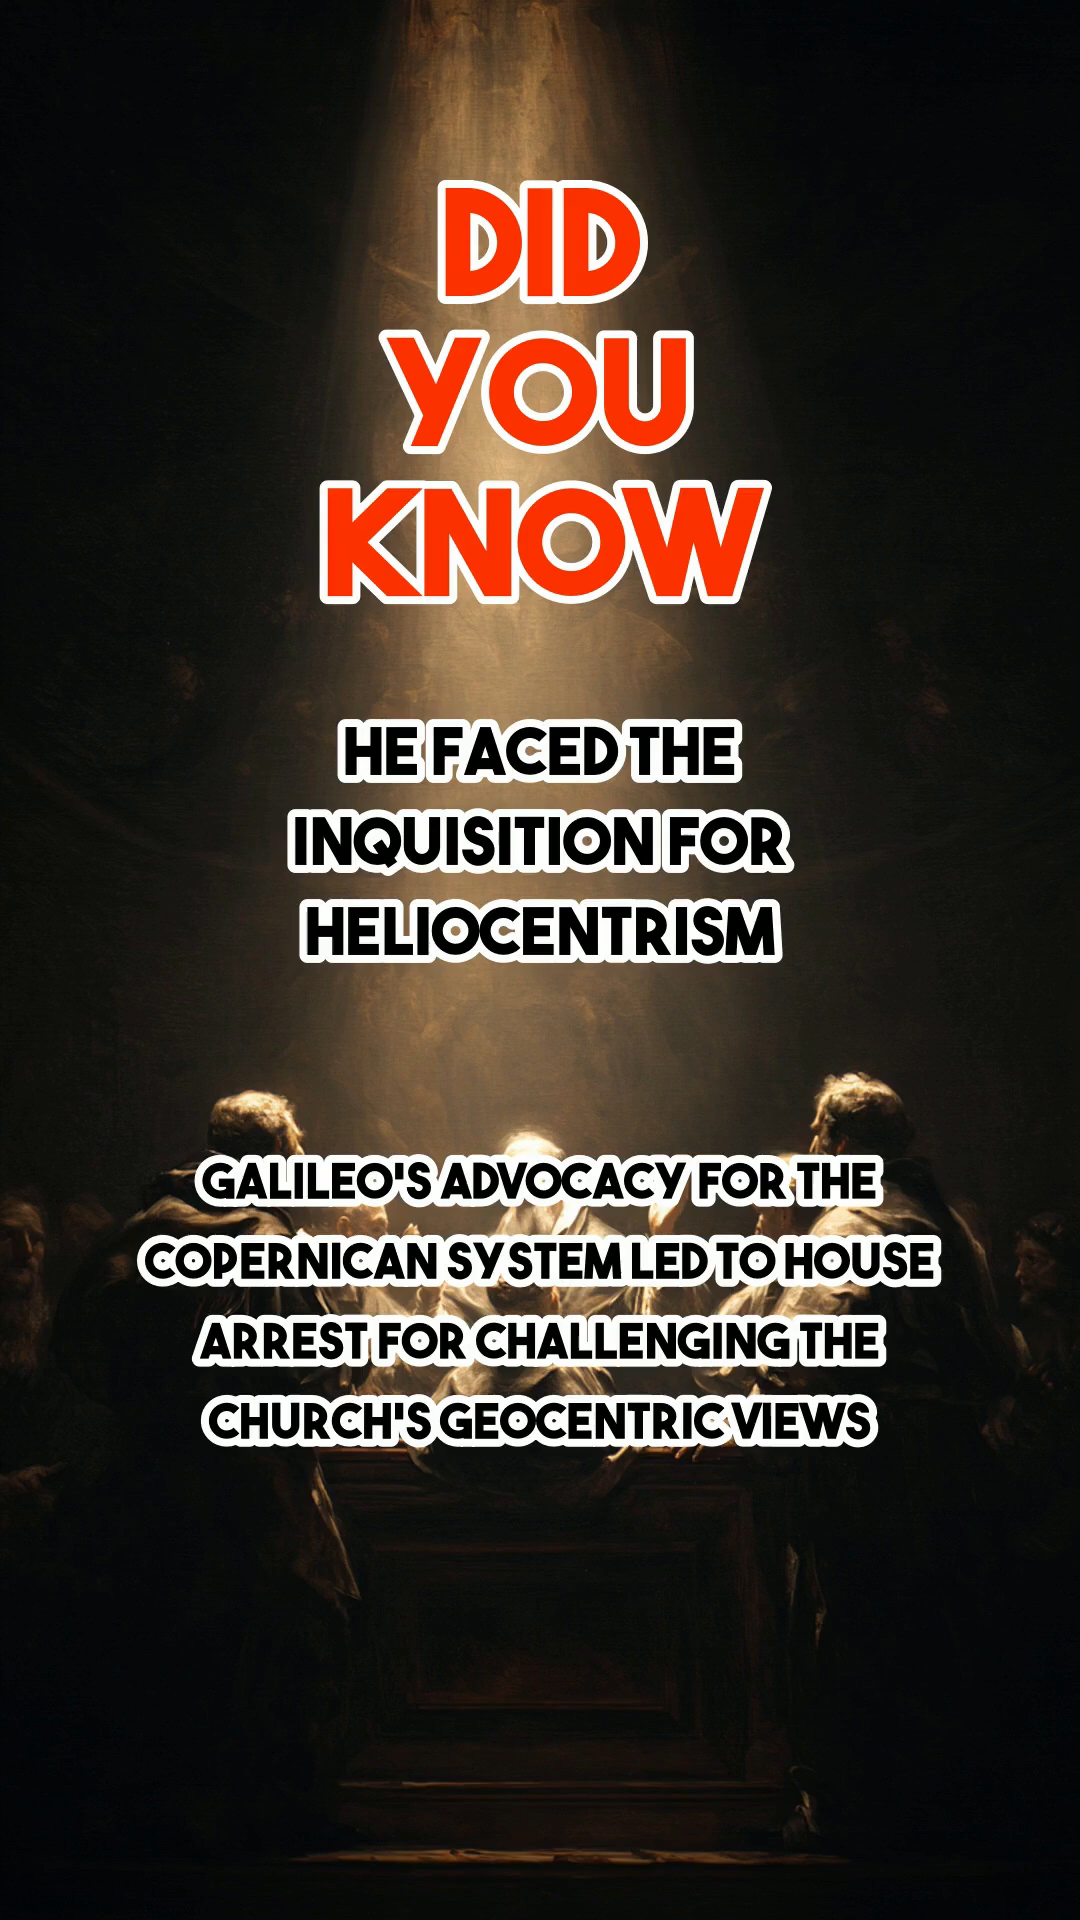 DID
YOU
KNOW
HE FACED THE
INQUISITION FOR
HELIOCENTRISM
GALILEO'S ADVOCACY FOR THE
COPERNICAN SYSTEM LED TO HOUSE
ARREST FOR CHALLENGING THE
CHURCH'S GEOCENTRIC VIEWS